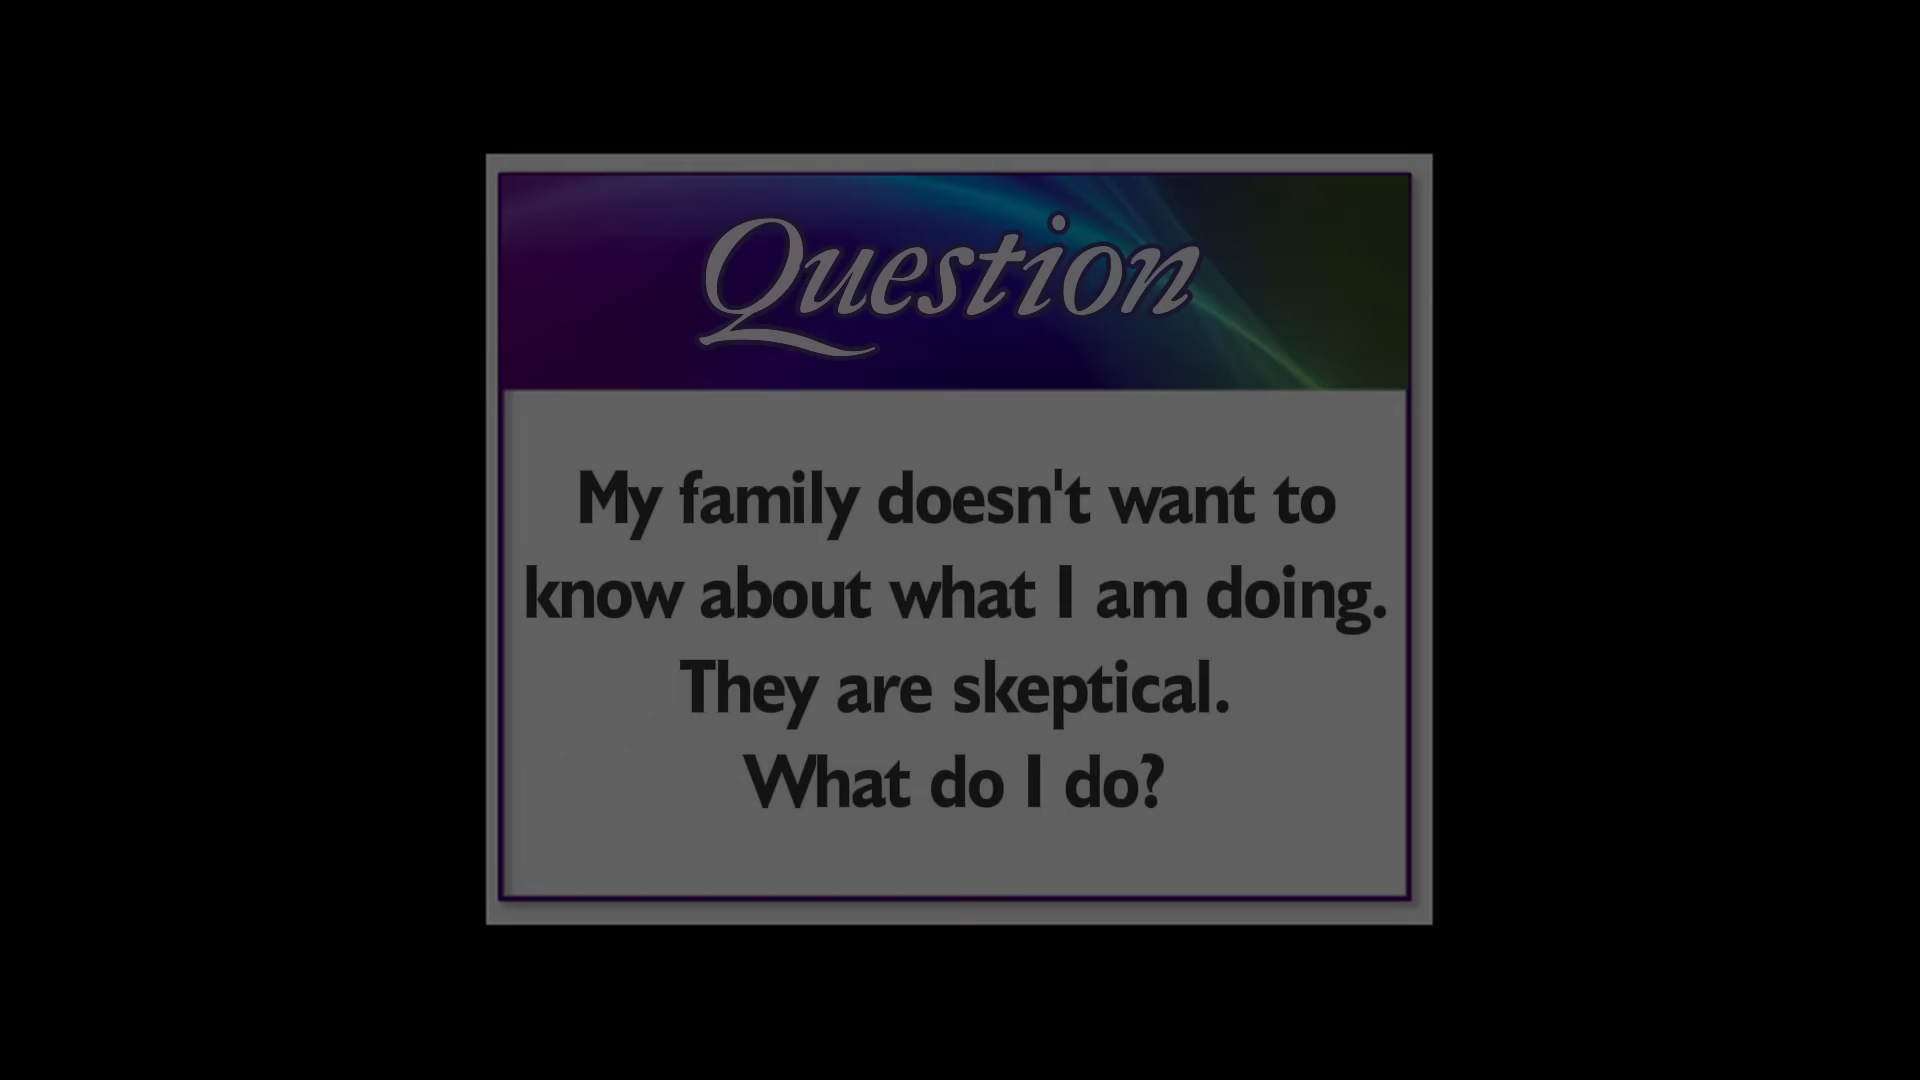 Question
My family doesn't want to
know about what I am doing.
They are skeptical.
What do I do?